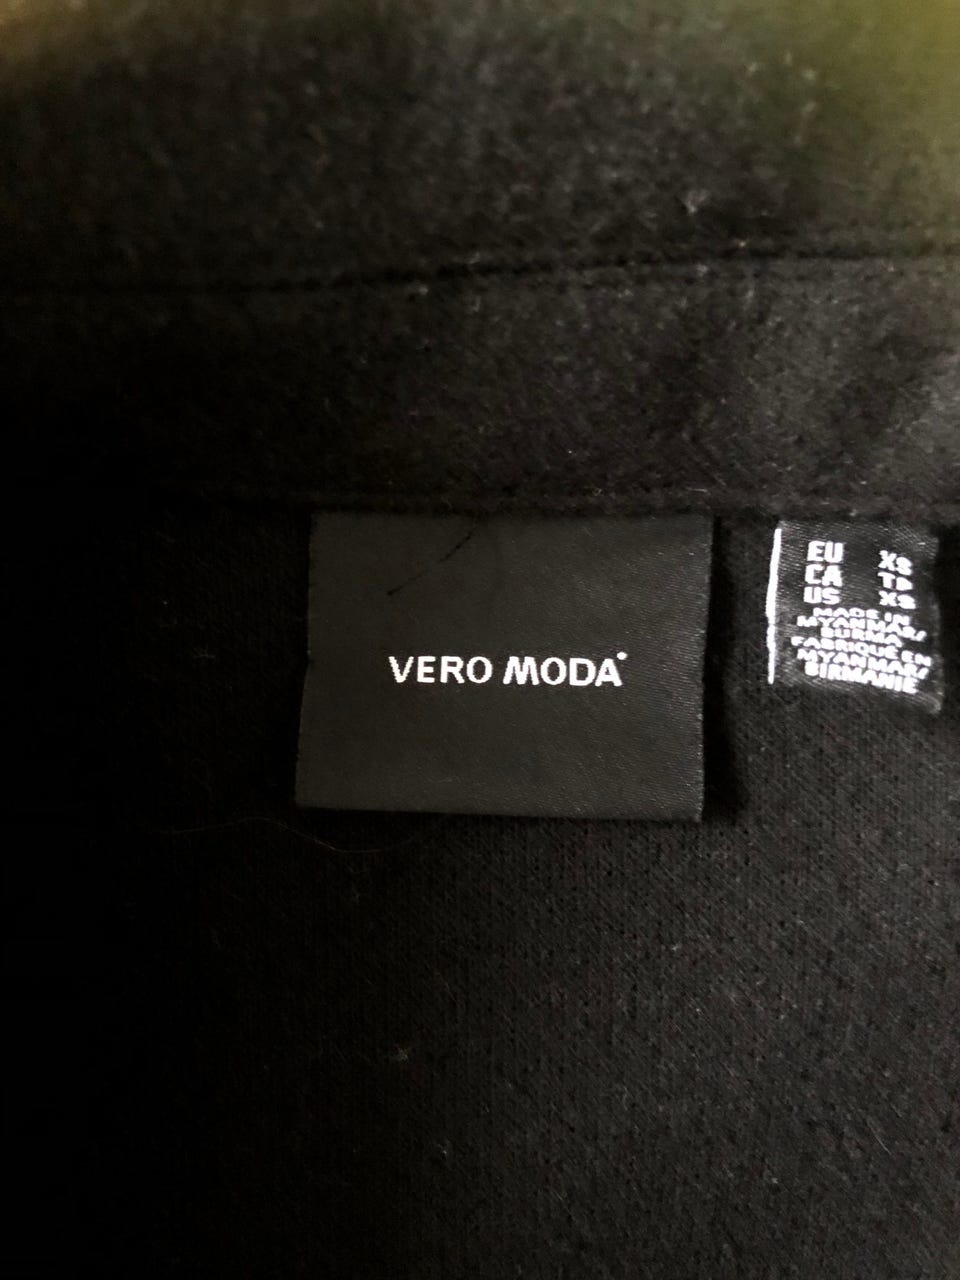 VERO MODA
EU XS
CA TP
US XS
MADE IN
MYANMAR/
BURMA
FABRIQUÉ EN
MYANMAR/
BIRMANIE